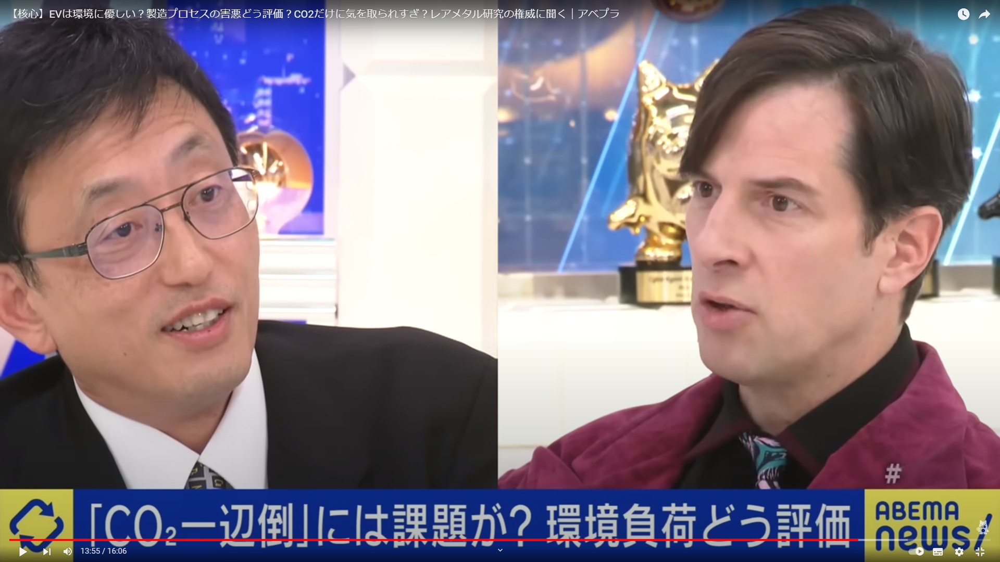 【核心】EVは環境に優しい？製造プロセスの害悪どう評価？CO2だけに気を取られすぎ？レアメタル研究の権威に聞く｜アベプラ
#
「CO₂一辺倒」には課題が? 環境負荷どう評価
ABEMA
news/
13:55 / 16:06